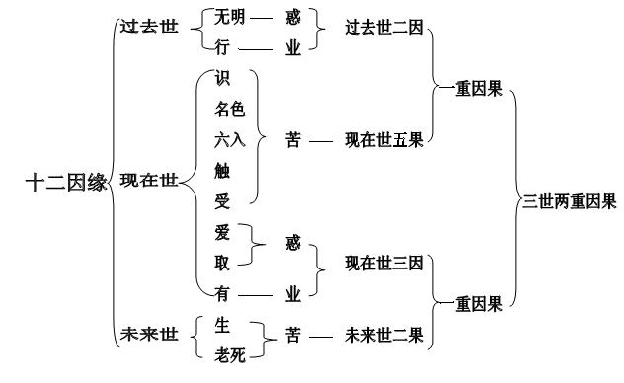 过去世 无明 — 惑 过去世二因
行 — 业
重因果
识
名色
六入 苦 — 现在世五果
触
十二因缘 现在世
受 三世两重因果
爱 惑
取 现在世三因
有 — 业 重因果
生
未来世 苦 — 未来世二果
老死